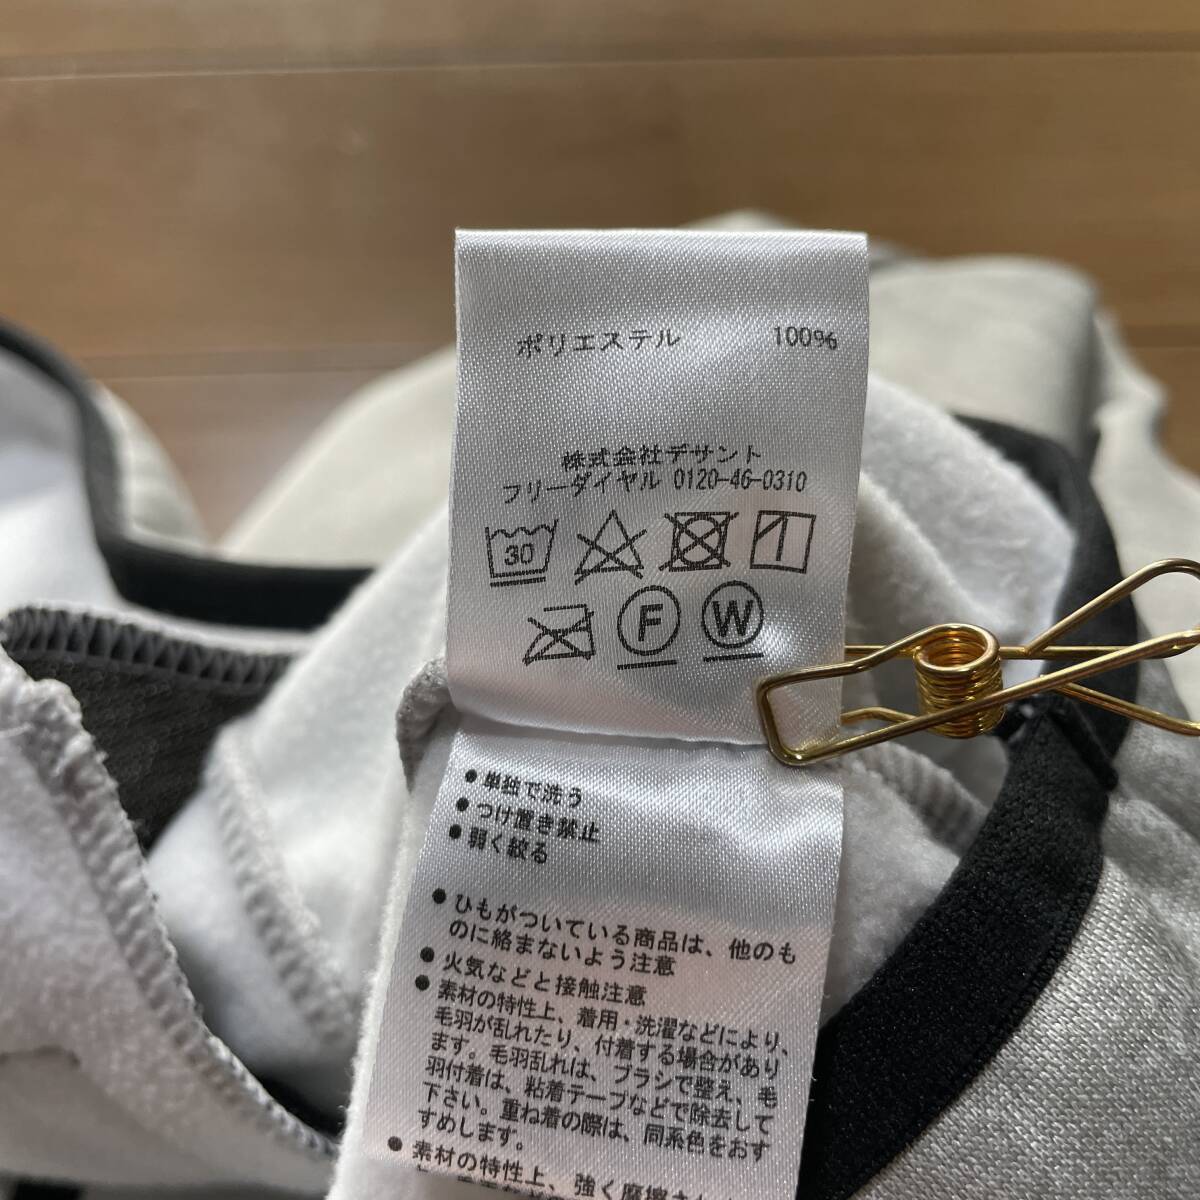 ポリエステル 100%
株式会社デサント
フリーダイヤル 0120-46-0310
30
F W
●単独で洗う
●つけ置き禁止
●弱く絞る
●ひもがついている商品は、他のも
のに絡まないよう注意
●火気などと接触注意
●素材の特性上、着用・洗濯などにより、
毛羽が乱れたり、付着する場合があり
ます。毛羽乱れは、ブラシで整え、毛
羽付着は、粘着テープなどで除去して
下さい。重ね着の際は、同系色をおす
すめします。
●素材の特性上、強く摩擦さ